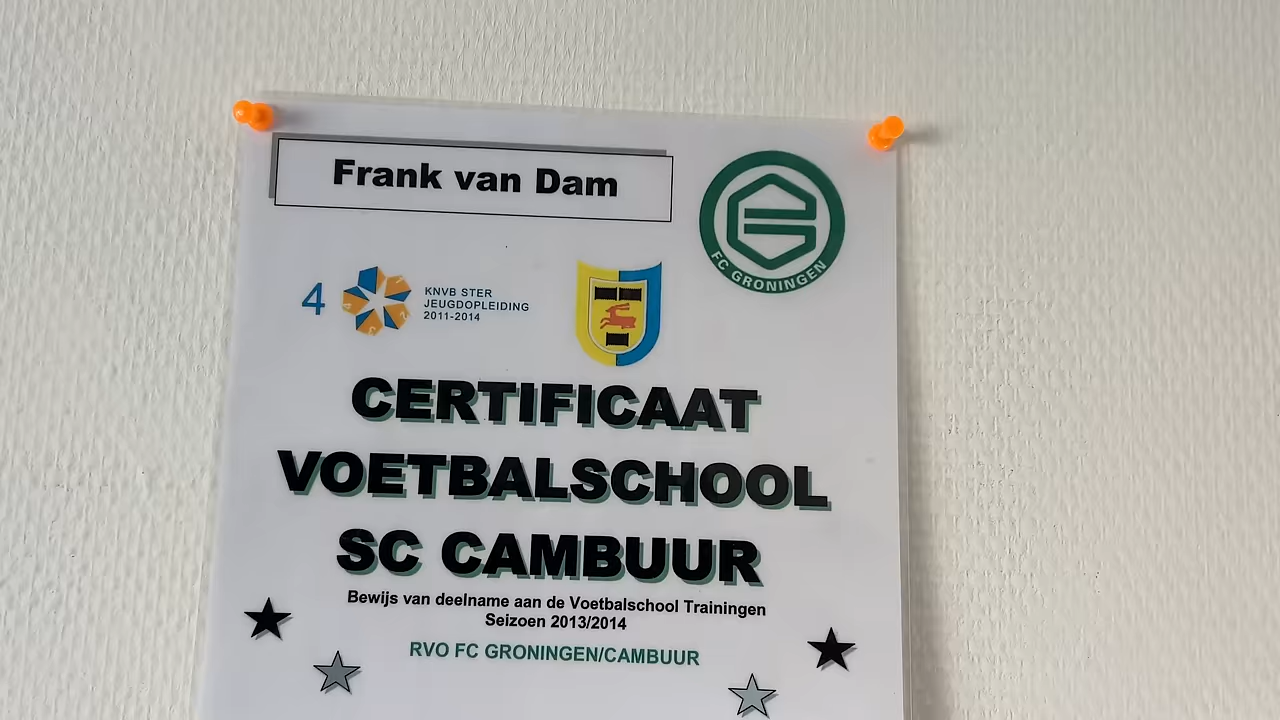 Frank van Dam
FC GRONINGEN
4
KNVB STER
JEUGDOPLEIDING
2011-2014
CERTIFICAAT
VOETBALSCHOOL
SC CAMBUUR
Bewijs van deelname aan de Voetbalschool Trainingen
Seizoen 2013/2014
RVO FC GRONINGEN/CAMBUUR